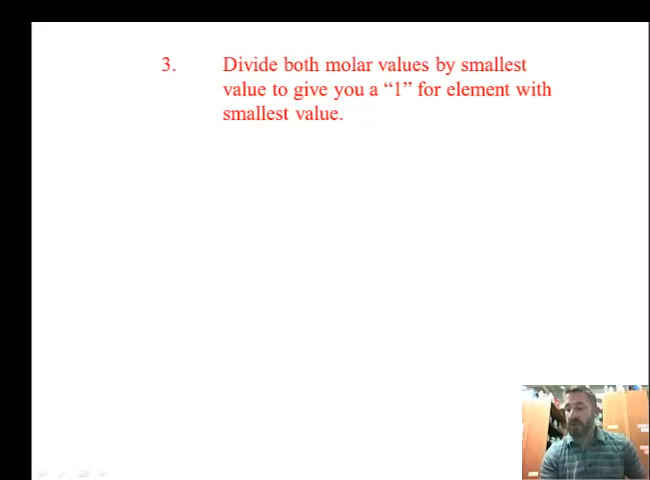 3. Divide both molar values by smallest
value to give you a “1” for element with
smallest value.